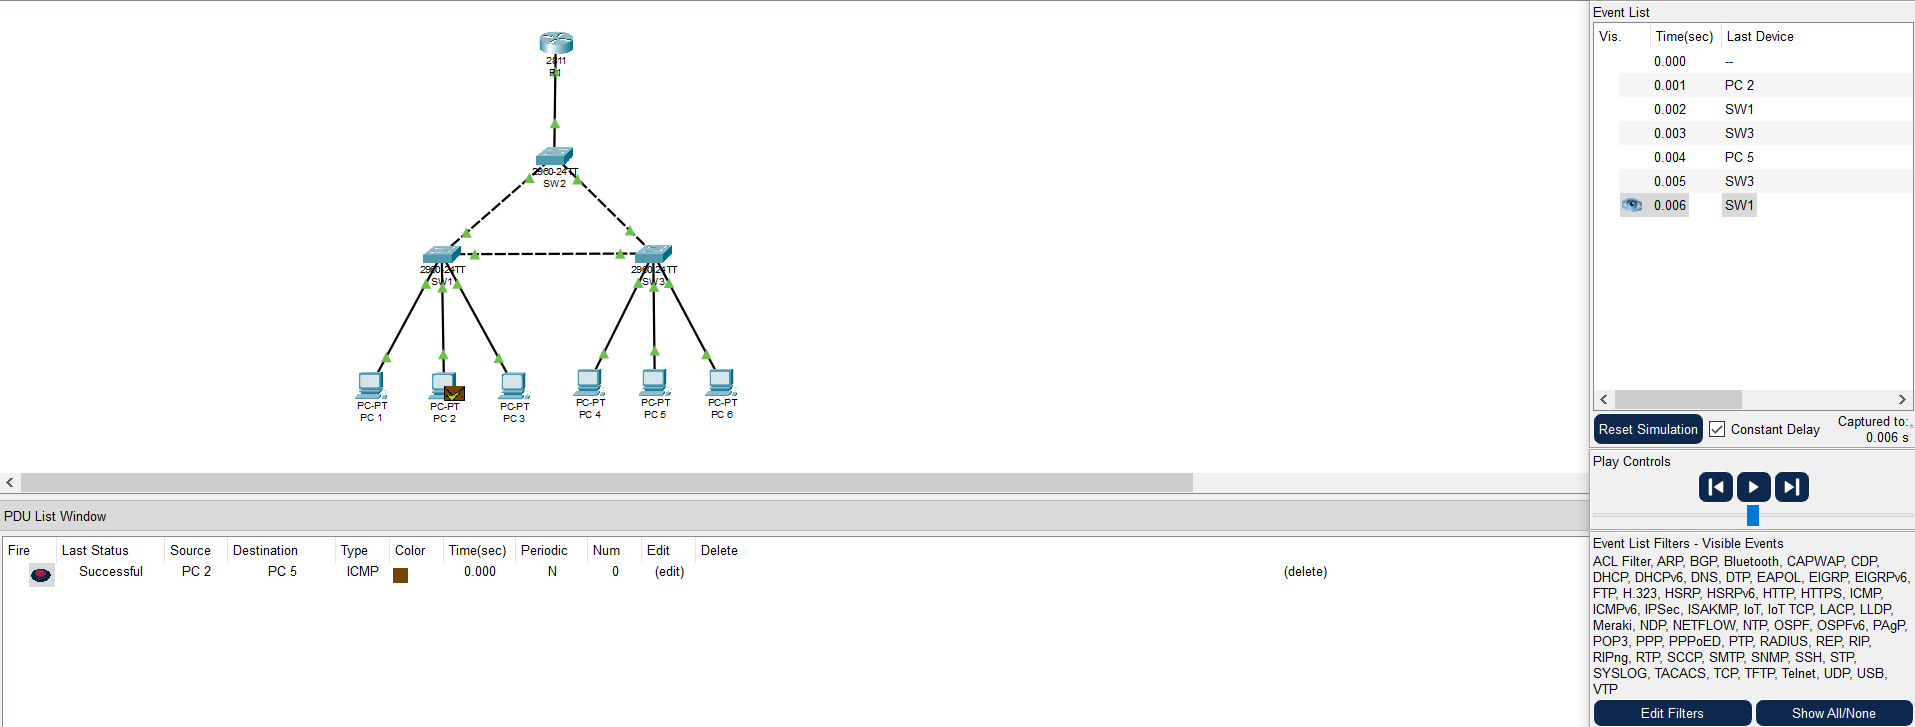 2811
R1
2960-24TT
SW2
2960-24TT
SW1
2960-24TT
SW3
PC-PT
PC 1
PC-PT
PC 2
PC-PT
PC 3
PC-PT
PC 4
PC-PT
PC 5
PC-PT
PC 6
PDU List Window
Fire Last Status Source Destination Type Color Time(sec) Periodic Num Edit Delete
Successful PC 2 PC 5 ICMP 0.000 N 0 (edit) (delete)
Event List
Vis. Time(sec) Last Device
0.000 --
0.001 PC 2
0.002 SW1
0.003 SW3
0.004 PC 5
0.005 SW3
0.006 SW1
Reset Simulation Constant Delay Captured to:
0.006 s
Play Controls
Event List Filters - Visible Events
ACL Filter, ARP, BGP, Bluetooth, CAPWAP, CDP,
DHCP, DHCPv6, DNS, DTP, EAPOL, EIGRP, EIGRPv6,
FTP, H.323, HSRP, HSRPv6, HTTP, HTTPS, ICMP,
ICMPv6, IPSec, ISAKMP, IoT, IoT TCP, LACP, LLDP,
Meraki, NDP, NETFLOW, NTP, OSPF, OSPFv6, PAgP,
POP3, PPP, PPPoED, PTP, RADIUS, REP, RIP,
RIPng, RTP, SCCP, SMTP, SNMP, SSH, STP,
SYSLOG, TACACS, TCP, TFTP, Telnet, UDP, USB,
VTP
Edit Filters Show All/None